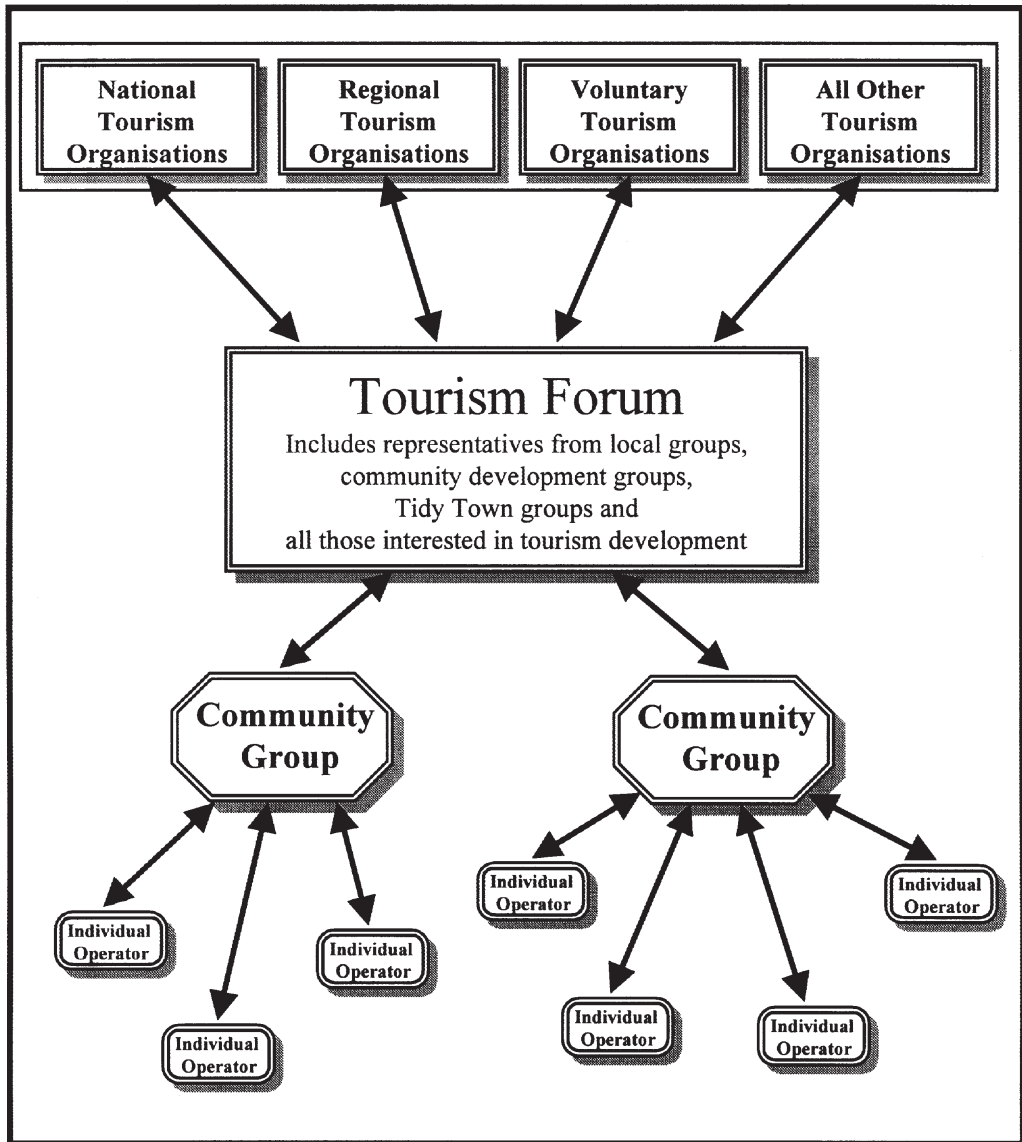 National
Tourism
Organisations
Regional
Tourism
Organisations
Voluntary
Tourism
Organisations
All Other
Tourism
Organisations
Tourism Forum
Includes representatives from local groups,
community development groups,
Tidy Town groups and
all those interested in tourism development
Community
Group
Community
Group
Individual
Operator
Individual
Operator
Individual
Operator
Individual
Operator
Individual
Operator
Individual
Operator
Individual
Operator